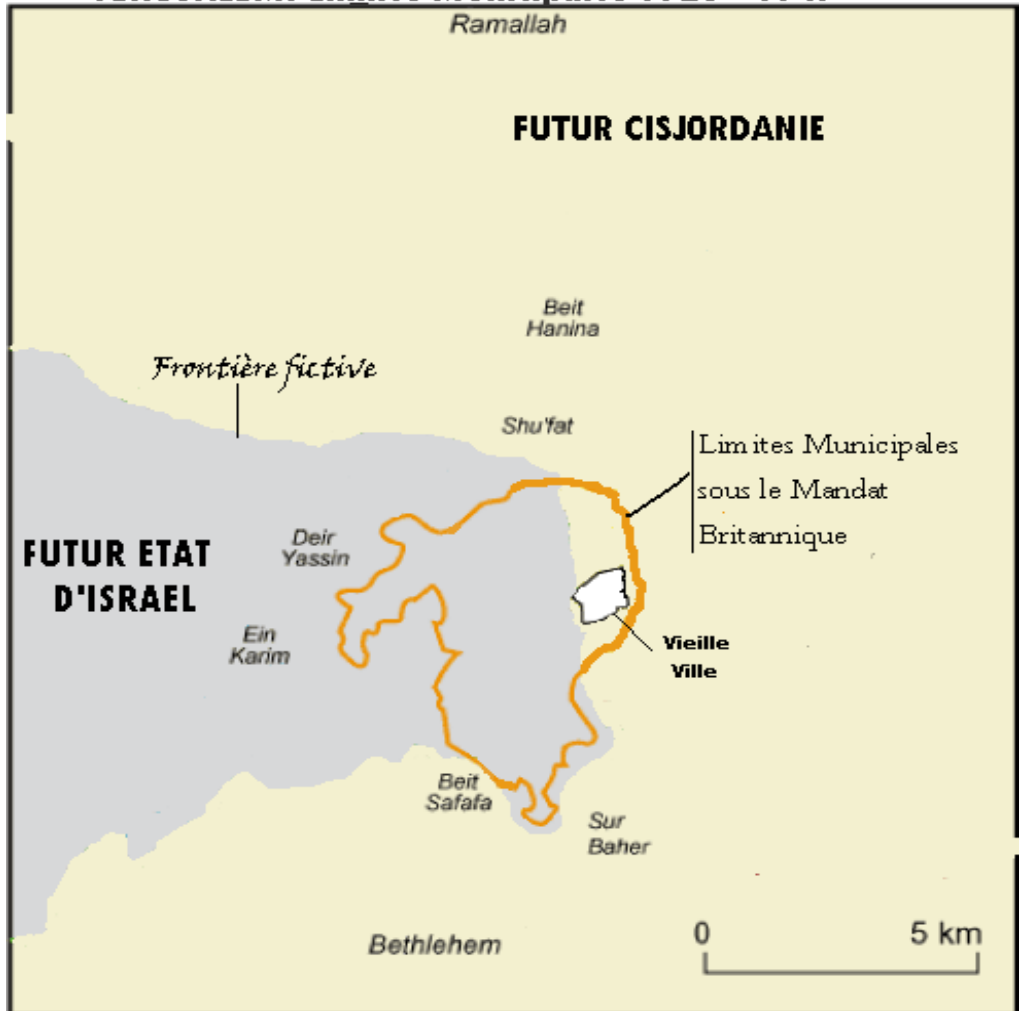 Ramallah
FUTUR CISJORDANIE
Beit
Hanina
Frontière fictive
Shu'fat
Limites Municipales
sous le Mandat
Britannique
Deir
Yassin
FUTUR ETAT
D'ISRAEL
Ein
Karim
Vieille
Ville
Beit
Safafa
Sur
Baher
Bethlehem
0 5 km